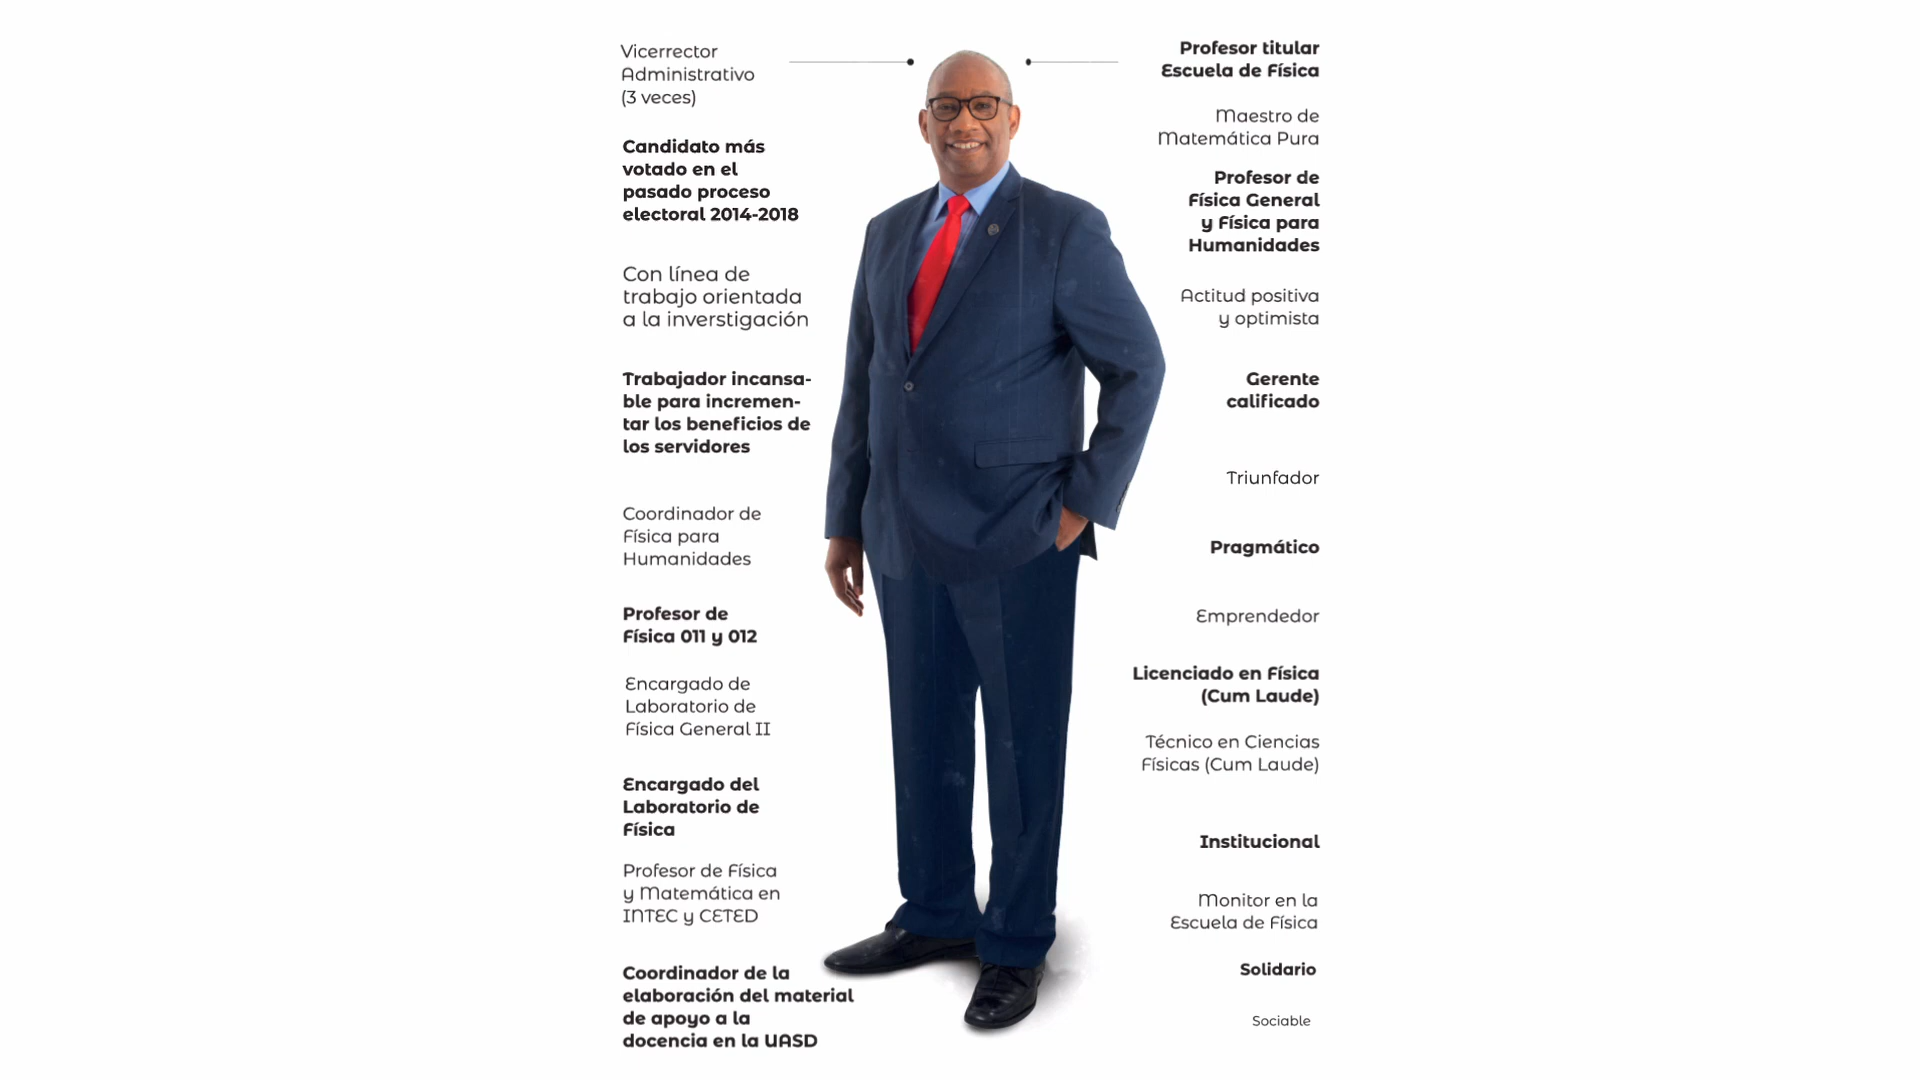 Vicerrector
Administrativo
(3 veces)
Candidato más
votado en el
pasado proceso
electoral 2014-2018
Con línea de
trabajo orientada
a la inverstigación
Trabajador incansa-
ble para incremen-
tar los beneficios de
los servidores
Coordinador de
Física para
Humanidades
Profesor de
Física 011 y 012
Encargado de
Laboratorio de
Física General II
Encargado del
Laboratorio de
Física
Profesor de Física
y Matemática en
INTEC y CETED
Coordinador de la
elaboración del material
de apoyo a la
docencia en la UASD
Profesor titular
Escuela de Física
Maestro de
Matemática Pura
Profesor de
Física General
y Física para
Humanidades
Actitud positiva
y optimista
Gerente
calificado
Triunfador
Pragmático
Emprendedor
Licenciado en Física
(Cum Laude)
Técnico en Ciencias
Físicas (Cum Laude)
Institucional
Monitor en la
Escuela de Física
Solidario
Sociable